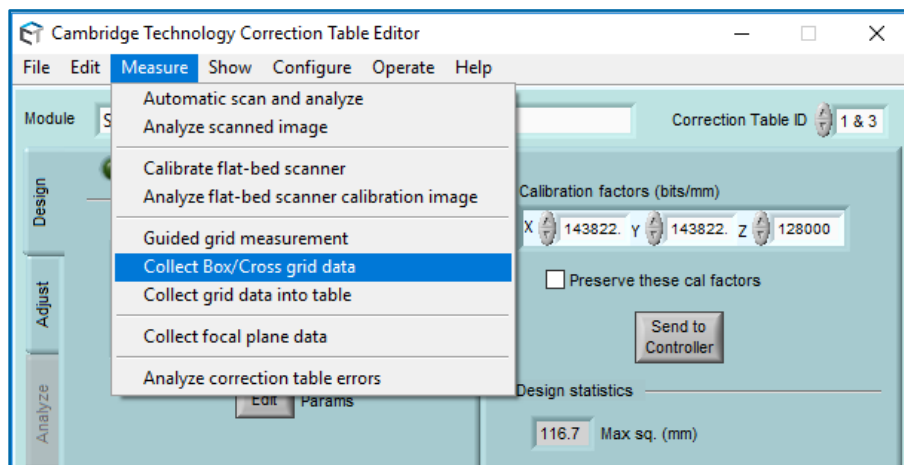 Cambridge Technology Correction Table Editor
File Edit Measure Show Configure Operate Help
Automatic scan and analyze
Analyze scanned image
Calibrate flat-bed scanner
Analyze flat-bed scanner calibration image
Guided grid measurement
Collect Box/Cross grid data
Collect grid data into table
Collect focal plane data
Analyze correction table errors
Module S
Correction Table ID 1 & 3
Design
Adjust
Analyze
Calibration factors (bits/mm)
X 143822. Y 143822. Z 128000
Preserve these cal factors
Send to
Controller
Edit Params
Design statistics
116.7 Max sq. (mm)